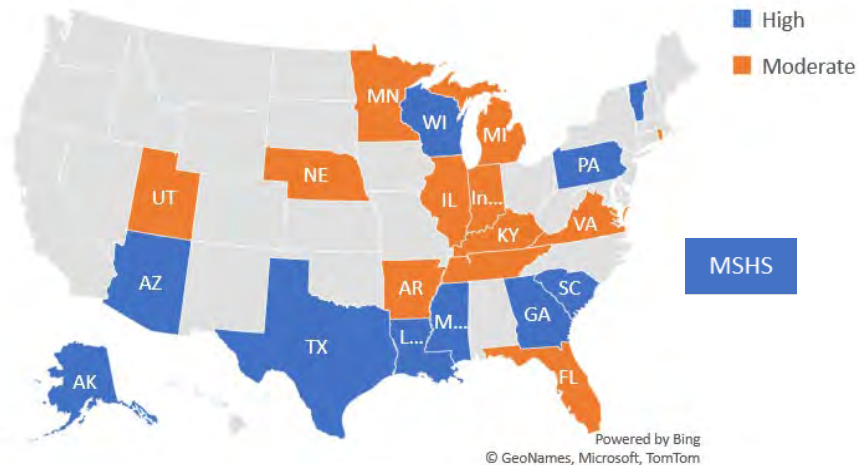 High
Moderate
MN
WI
MI
PA
UT
NE
IL
In...
KY
VA
MSHS
AZ
AR
SC
TX
L...
M...
GA
AK
FL
Powered by Bing
© GeoNames, Microsoft, TomTom